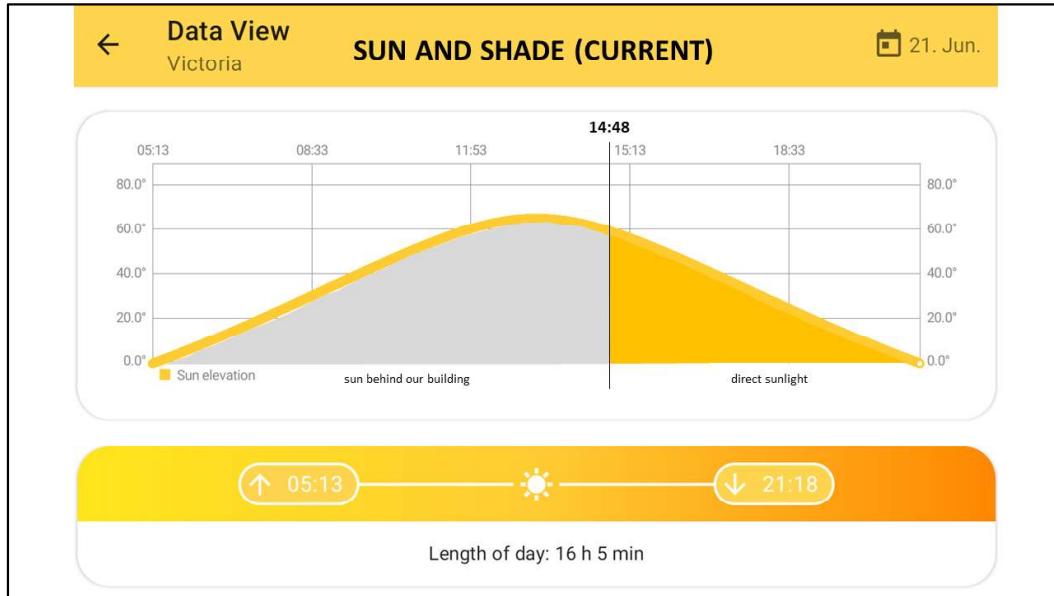 Data View
Victoria
SUN AND SHADE (CURRENT)
21. Jun.
14:48
05:13 08:33 11:53 15:13 18:33
80.0° 80.0°
60.0° 60.0°
40.0° 40.0°
20.0° 20.0°
0.0° 0.0°
Sun elevation
sun behind our building
direct sunlight
05:13
21:18
Length of day: 16 h 5 min